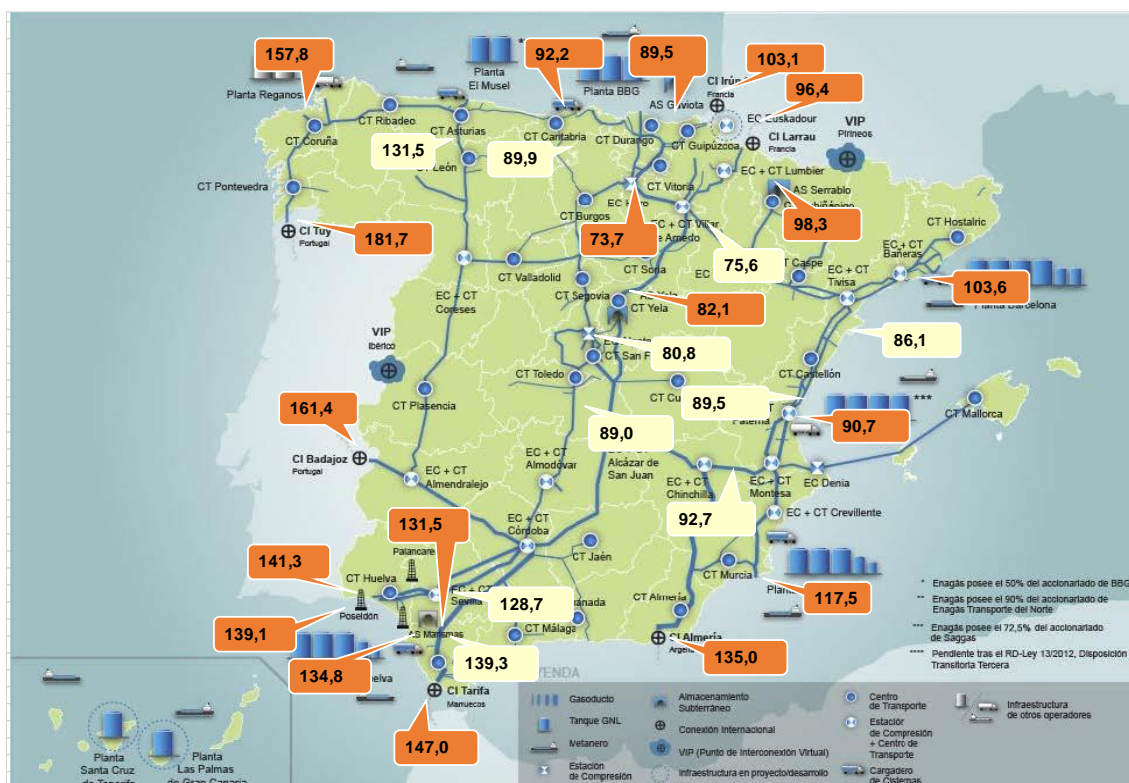 157,8
92,2
89,5
103,1
96,4
Planta
El Musel
*
Planta BBG
CI
Francia
Planta Reganosa
AS Gaviota
VIP
Pirineos
CT Ribadeo
CT Asturias
CT Cantabria
CT Durango
CT Coruña
CT Guipúzcoa
CI Larrau
Francia
131,5
89,9
EC + CT Lumbier
CT Vitoria
AS Serrablo
CT Pontevedra
CT Burgos
CT Hostalric
98,3
73,7
CI Tuy
Portugal
181,7
EC + CT
Bañeras
75,6
CT Valladolid
EC + CT
Tivisa
103,6
Planta Barcelona
CT Segovia
CT Yela
82,1
EC + CT
Coreses
86,1
VIP
Ibérico
80,8
CT Castellón
CT Toledo
CT Plasencia
89,5
***
CT Mallorca
161,4
90,7
89,0
CI Badajoz
Portugal
EC + CT
Almendralejo
EC + CT
Almodóvar
Alcázar de
San Juan
EC + CT
Chinchilla
EC + CT
Montesa
EC Denia
131,5
EC + CT
Córdoba
92,7
EC + CT Crevillente
141,3
CT Jaén
CT Huelva
CT Murcia
117,5
* Enagás posee el 50% del accionariado de BBG
** Enagás posee el 90% del accionariado de
Enagás Transporte del Norte
*** Enagás posee el 72,5% del accionariado
de Saggas
**** Pendiente tras el RD-Ley 13/2012, Disposición
Transitoria Tercera
Poseidón
139,1
128,7
CT Almería
AS Marismas
CT Málaga
134,8
139,3
CI Almería
135,0
CI Tarifa
Marruecos
147,0
Gasoducto
Tanque GNL
Metanero
Estación
de Compresión
Almacenamiento
Subterráneo
Conexión Internacional
VIP (Punto de Interconexión Virtual)
Infraestructura en proyecto/desarrollo
Centro
de Transporte
Estación
de Compresión
+ Centro de
Transporte
Cargadero
de Cisternas
Infraestructura
de otros operadores
Planta
Santa Cruz
de Tenerife
Planta
Las Palmas
de Gran Canaria